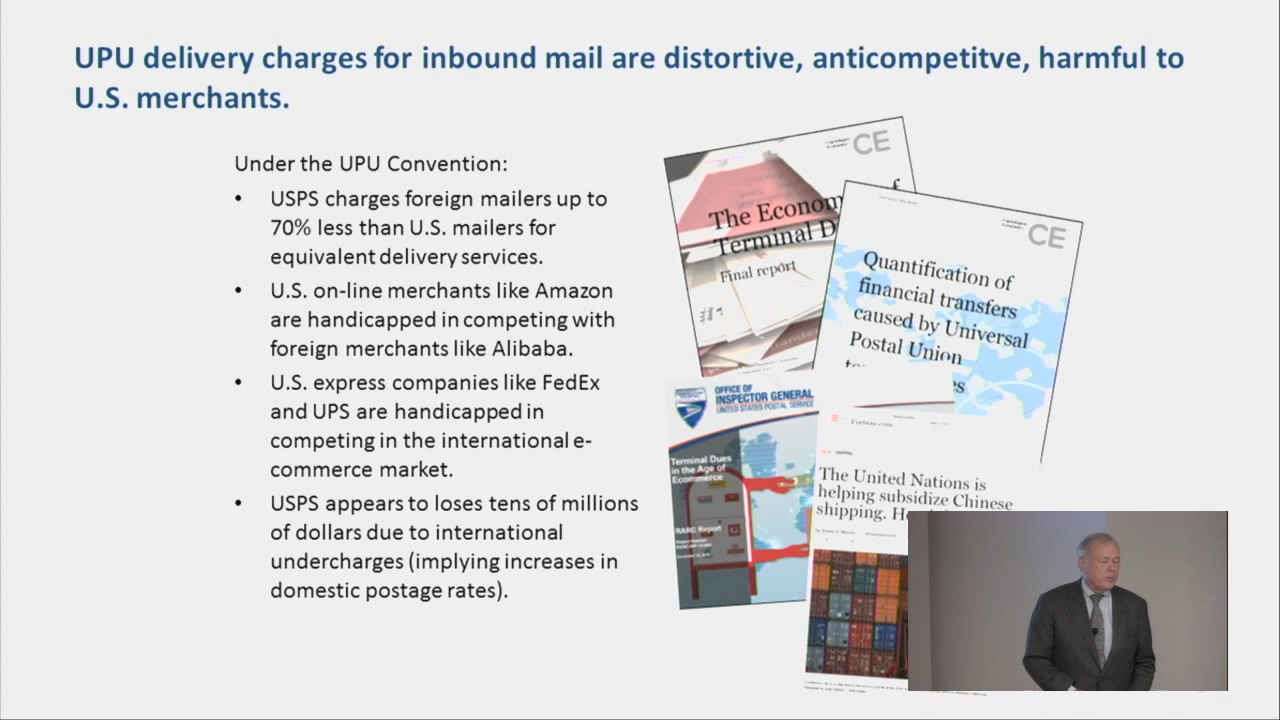 UPU delivery charges for inbound mail are distortive, anticompetitve, harmful to
U.S. merchants.
Under the UPU Convention:
• USPS charges foreign mailers up to
70% less than U.S. mailers for
equivalent delivery services.
• U.S. on-line merchants like Amazon
are handicapped in competing with
foreign merchants like Alibaba.
• U.S. express companies like FedEx
and UPS are handicapped in
competing in the international e-
commerce market.
• USPS appears to loses tens of millions
of dollars due to international
undercharges (implying increases in
domestic postage rates).
CE
The Econom of
Terminal D
Final report
CE
Quantification of
financial transfers
caused by Universal
Postal Union
OFFICE OF
INSPECTOR GENERAL
UNITED STATES POSTAL SERVICE
Terminal Dues
in the Age of
Ecommerce
RARC Report
The United Nations is
helping subsidize Chinese
shipping.